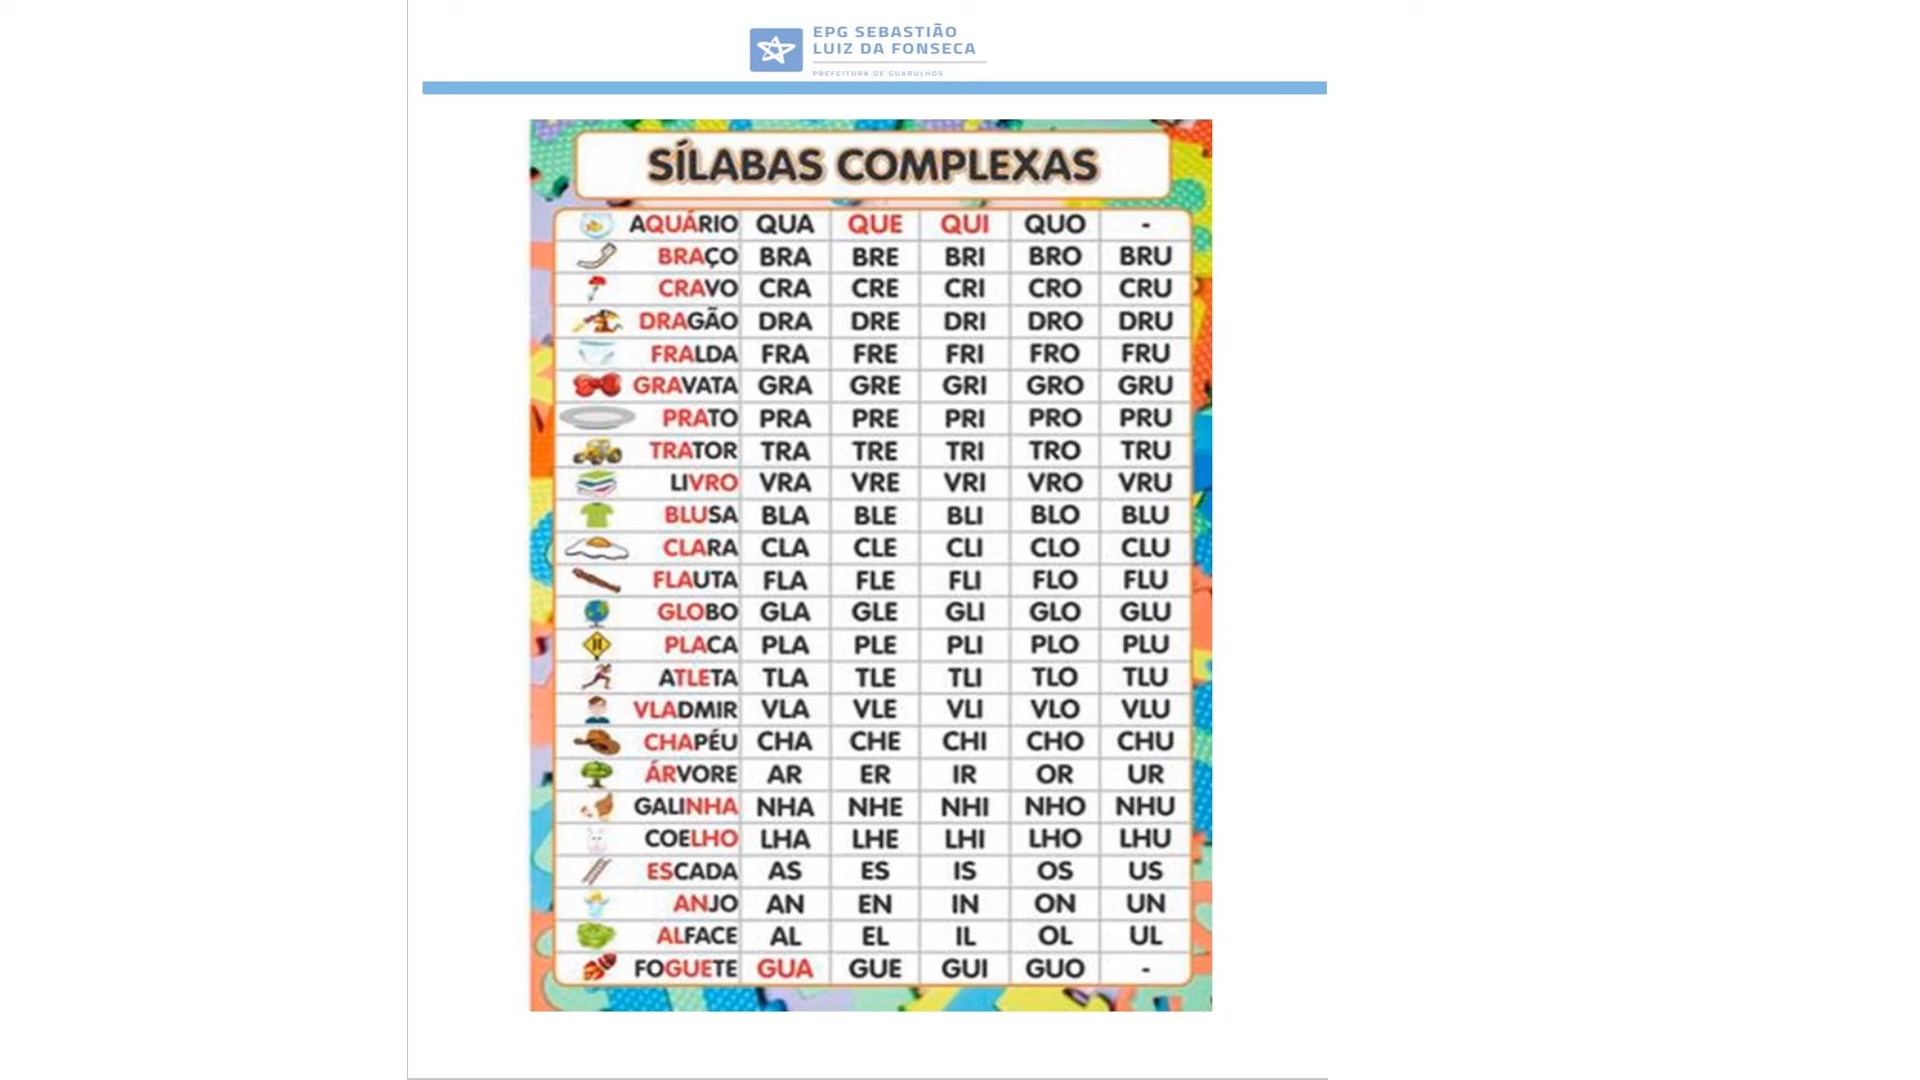 EPG SEBASTIÃO
LUIZ DA FONSECA
PREFEITURA DE GUARULHOS
SÍLABAS COMPLEXAS
AQUÁRIO QUA QUE QUI QUO -
BRAÇO BRA BRE BRI BRO BRU
CRAVO CRA CRE CRI CRO CRU
DRAGÃO DRA DRE DRI DRO DRU
FRALDA FRA FRE FRI FRO FRU
GRAVATA GRA GRE GRI GRO GRU
PRATO PRA PRE PRI PRO PRU
TRATOR TRA TRE TRI TRO TRU
LIVRO VRA VRE VRI VRO VRU
BLUSA BLA BLE BLI BLO BLU
CLARA CLA CLE CLI CLO CLU
FLAUTA FLA FLE FLI FLO FLU
GLOBO GLA GLE GLI GLO GLU
PLACA PLA PLE PLI PLO PLU
ATLETA TLA TLE TLI TLO TLU
VLADMIR VLA VLE VLI VLO VLU
CHAPÉU CHA CHE CHI CHO CHU
ÁRVORE AR ER IR OR UR
GALINHA NHA NHE NHI NHO NHU
COELHO LHA LHE LHI LHO LHU
ESCADA AS ES IS OS US
ANJO AN EN IN ON UN
ALFACE AL EL IL OL UL
FOGUETE GUA GUE GUI GUO -